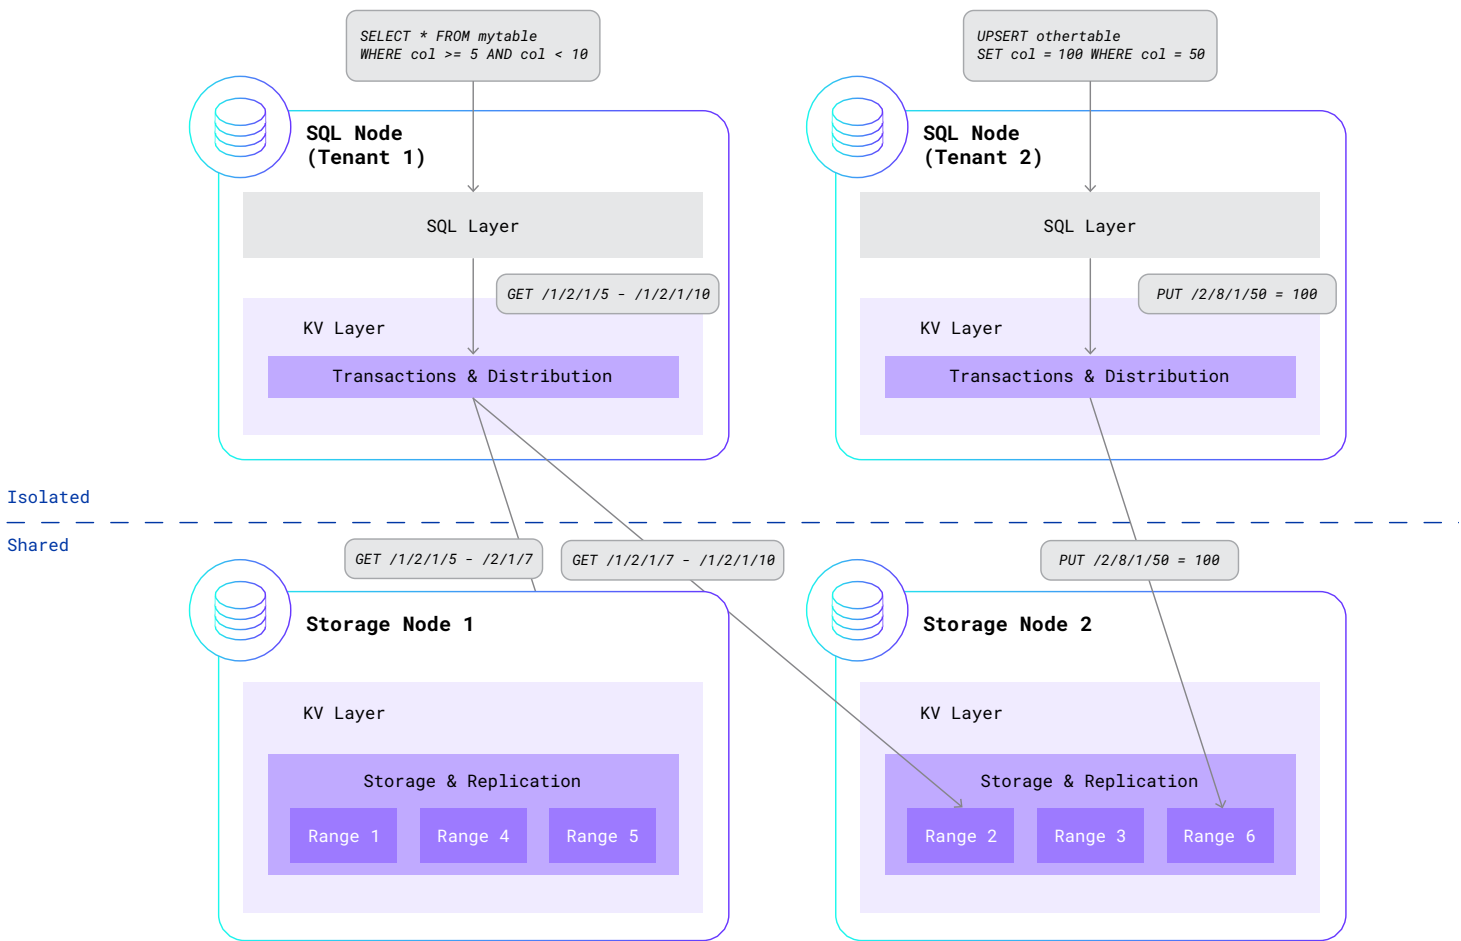 SELECT * FROM mytable
WHERE col >= 5 AND col < 10
UPSERT othertable
SET col = 100 WHERE col = 50
SQL Node
(Tenant 1)
SQL Node
(Tenant 2)
SQL Layer
SQL Layer
GET /1/2/1/5 - /1/2/1/10
PUT /2/8/1/50 = 100
KV Layer
KV Layer
Transactions & Distribution
Transactions & Distribution
Isolated
Shared
GET /1/2/1/5 - /2/1/7
GET /1/2/1/7 - /1/2/1/10
PUT /2/8/1/50 = 100
Storage Node 1
Storage Node 2
KV Layer
KV Layer
Storage & Replication
Storage & Replication
Range 1
Range 4
Range 5
Range 2
Range 3
Range 6